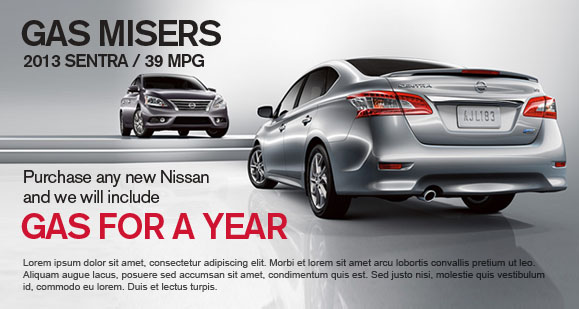 GAS MISERS
2013 SENTRA / 39 MPG
SENTRA
AJL183
Purchase any new Nissan
and we will include
GAS FOR A YEAR
Lorem ipsum dolor sit amet, consectetur adipiscing elit. Morbi et lorem sit amet arcu lobortis convallis pretium ut leo.
Aliquam augue lacus, posuere sed accumsan sit amet, condimentum quis est. Sed justo nisi, molestie quis vestibulum
id, commodo eu lorem. Duis et lectus turpis.